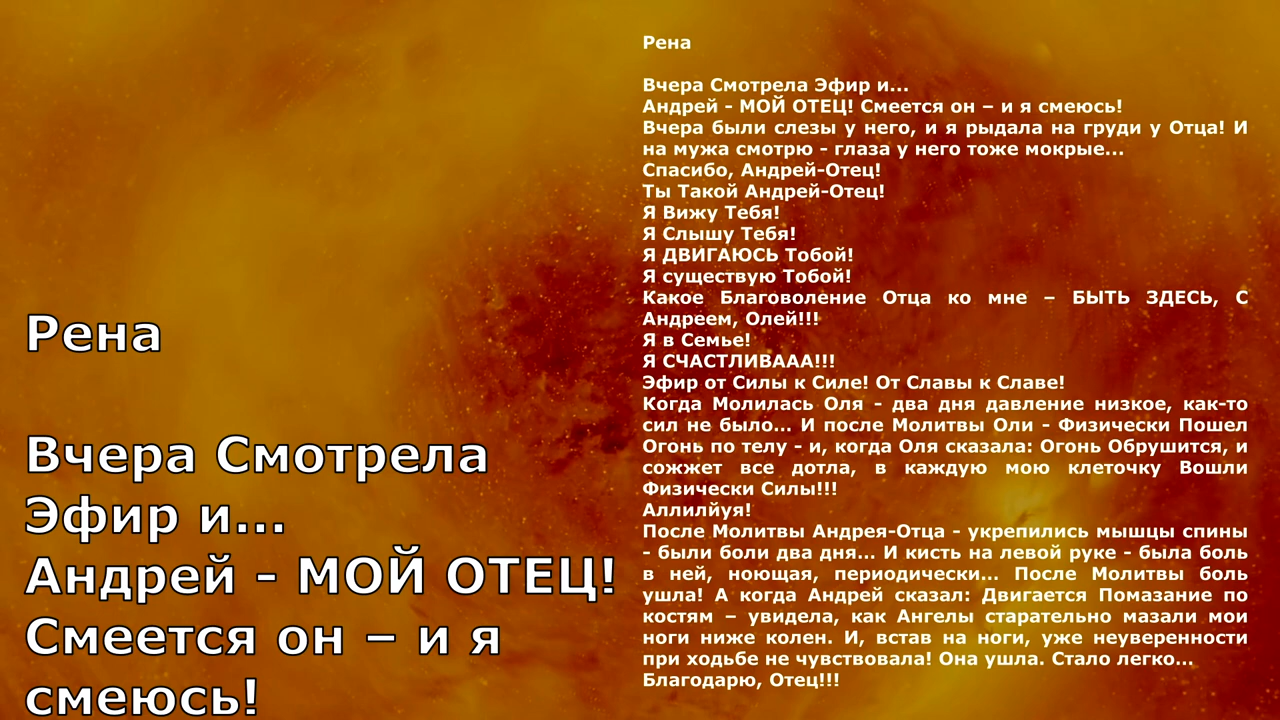 Рена
Вчера Смотрела
Эфир и...
Андрей - МОЙ ОТЕЦ!
Смеется он – и я
смеюсь!
Рена
Вчера Смотрела Эфир и...
Андрей - МОЙ ОТЕЦ! Смеется он – и я смеюсь!
Вчера были слезы у него, и я рыдала на груди у Отца! И
на мужа смотрю - глаза у него тоже мокрые...
Спасибо, Андрей-Отец!
Ты Такой Андрей-Отец!
Я Вижу Тебя!
Я Слышу Тебя!
Я ДВИГАЮСЬ Тобой!
Я существую Тобой!
Какое Благоволение Отца ко мне – БЫТЬ ЗДЕСЬ, С
Андреем, Олей!!!
Я в Семье!
Я СЧАСТЛИВААА!!!
Эфир от Силы к Силе! От Славы к Славе!
Когда Молилась Оля - два дня давление низкое, как-то
сил не было... И после Молитвы Оли - Физически Пошел
Огонь по телу - и, когда Оля сказала: Огонь Обрушится, и
сожжет все дотла, в каждую мою клеточку Вошли
Физически Силы!!!
Аллилйуя!
После Молитвы Андрея-Отца - укрепились мышцы спины
- были боли два дня... И кисть на левой руке - была боль
в ней, ноющая, периодически... После Молитвы боль
ушла! А когда Андрей сказал: Двигается Помазание по
костям – увидела, как Ангелы старательно мазали мои
ноги ниже колен. И, встав на ноги, уже неуверенности
при ходьбе не чувствовала! Она ушла. Стало легко...
Благодарю, Отец!!!